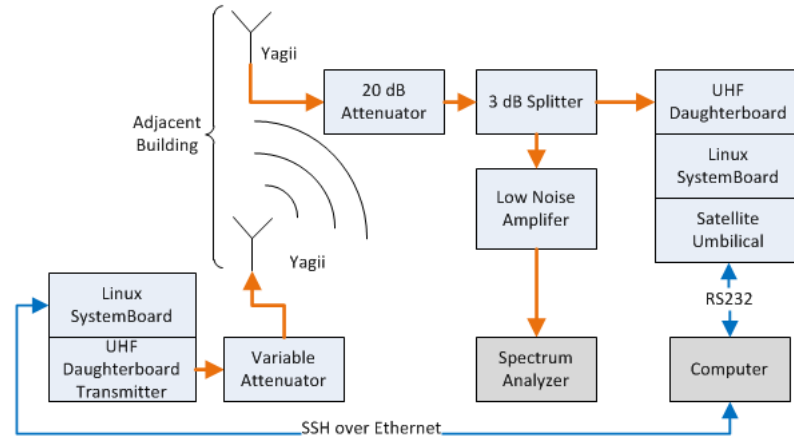 Yagii
20 dB
Attenuator
3 dB Splitter
UHF
Daughterboard
Adjacent
Building
Linux
SystemBoard
Low Noise
Amplifer
Satellite
Umbilical
Yagii
RS232
Linux
SystemBoard
UHF
Daughterboard
Transmitter
Variable
Attenuator
Spectrum
Analyzer
Computer
SSH over Ethernet